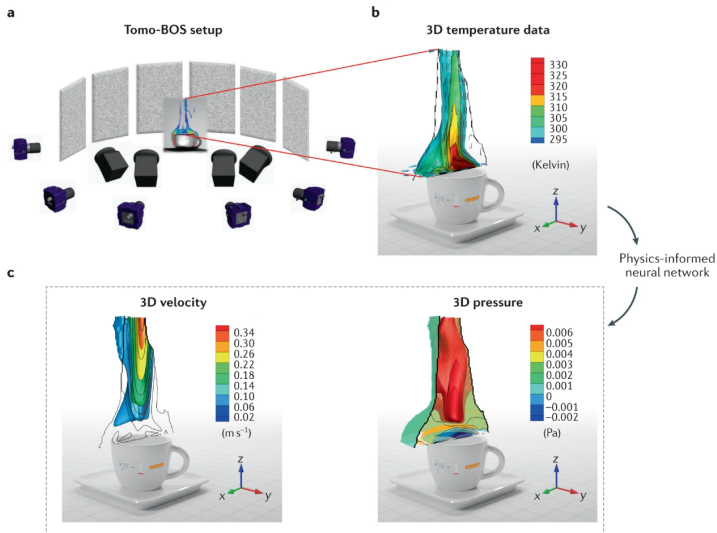 a
Tomo-BOS setup
b
3D temperature data
330
325
320
315
310
305
300
295
(Kelvin)
z
x
y
Physics-informed
neural network
c
3D velocity
0.34
0.30
0.26
0.22
0.18
0.14
0.10
0.06
0.02
(m s⁻¹)
z
x
y
3D pressure
0.006
0.005
0.004
0.003
0.002
0.001
0
−0.001
−0.002
(Pa)
z
x
y